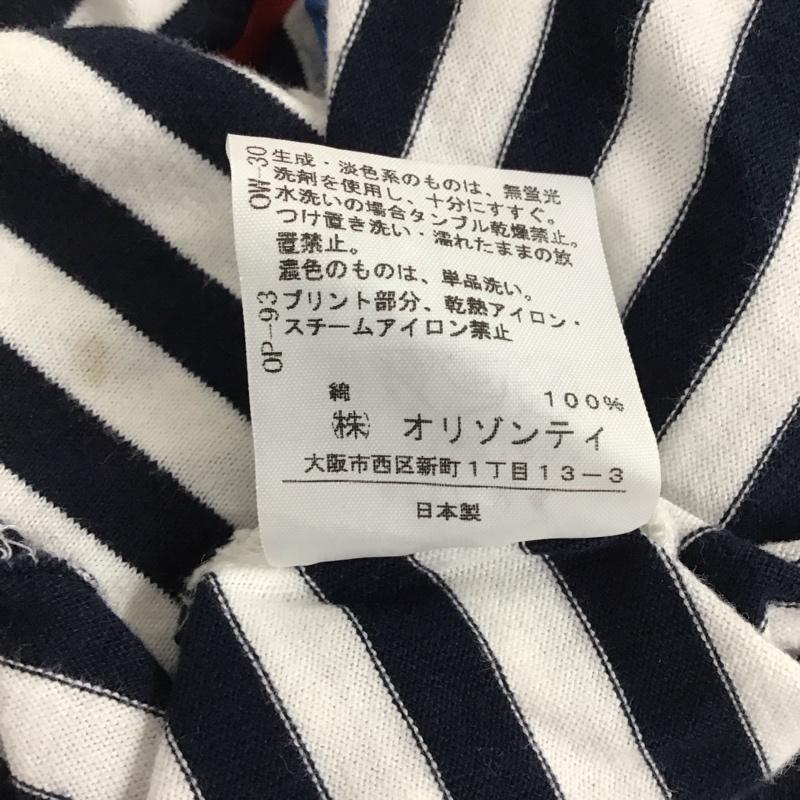 OW-30
生成・淡色系のものは、無蛍光
洗剤を使用し、十分にすすぐ。
水洗いの場合タンブル乾燥禁止。
つけ置き洗い・濡れたままの放
置禁止。
濃色のものは、単品洗い。
OP-93
プリント部分、乾熱アイロン・
スチームアイロン禁止
綿 100%
㈱ オリゾンティ
大阪市西区新町1丁目13-3
日本製